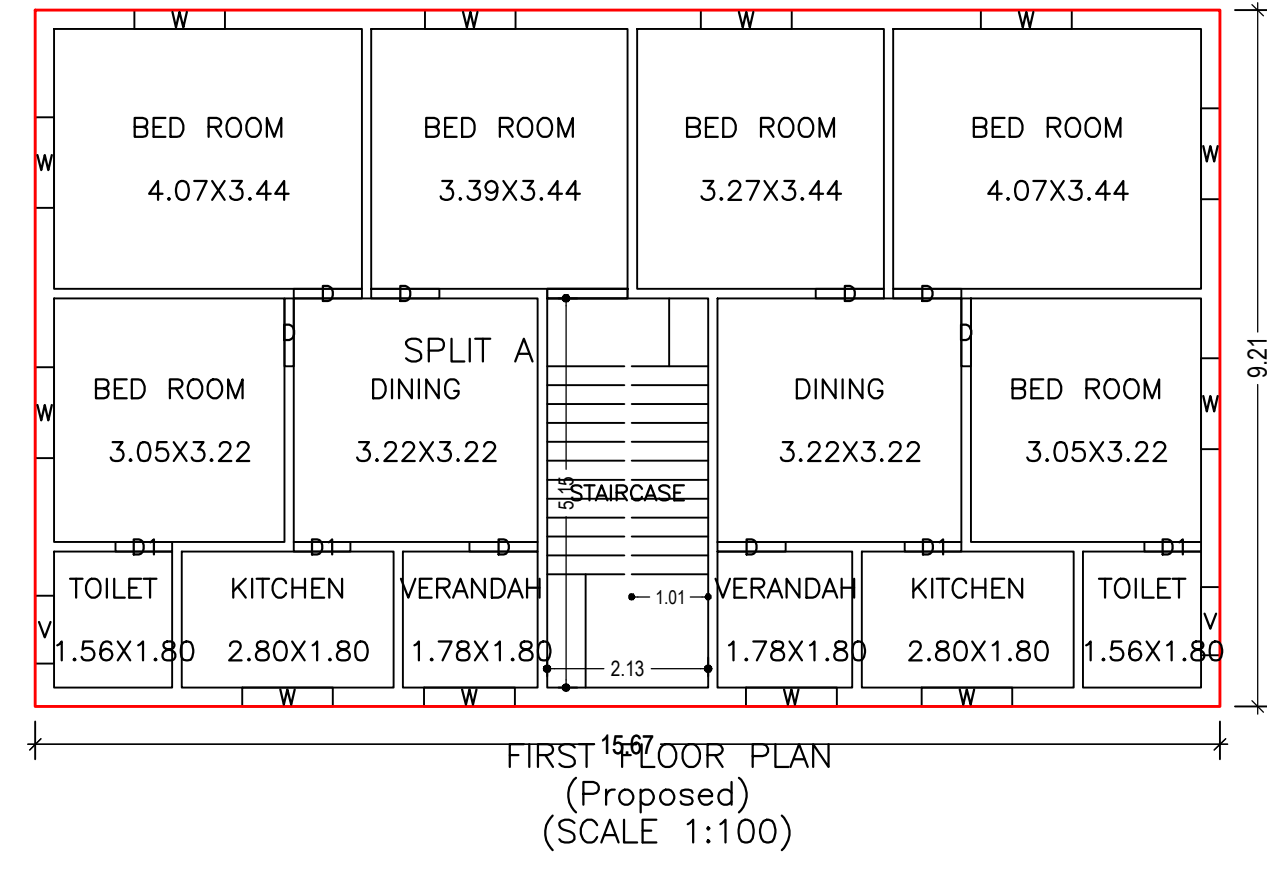 W W W
BED ROOM BED ROOM BED ROOM BED ROOM
W W
4.07X3.44 3.39X3.44 3.27X3.44 4.07X3.44
D D D D
D D
SPLIT A
9.21
BED ROOM DINING DINING BED ROOM
W W
3.05X3.22 3.22X3.22 3.22X3.22 3.05X3.22
5.15
STAIRCASE
D1 D1 D D D1 D1
TOILET KITCHEN VERANDAH VERANDAH KITCHEN TOILET
1.01
V V
1.56X1.80 2.80X1.80 1.78X1.80 1.78X1.80 2.80X1.80 1.56X1.80
2.13
W W W W
15.67
FIRST FLOOR PLAN
(Proposed)
(SCALE 1:100)